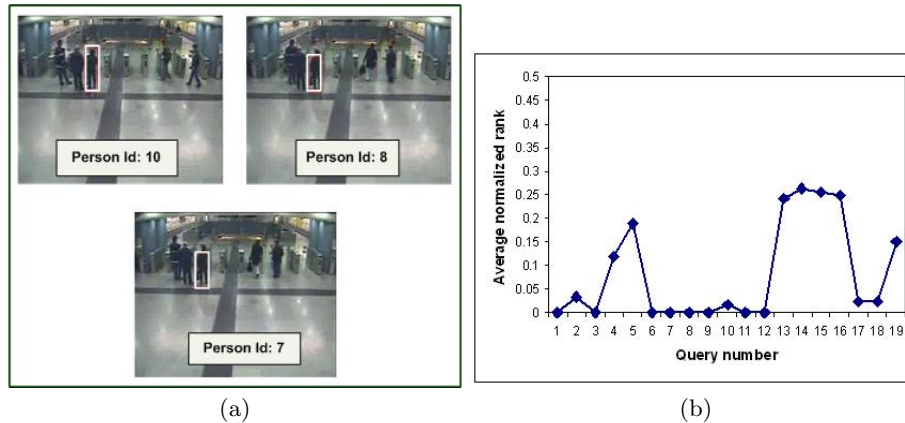 Person Id: 10
Person Id: 8
Person Id: 7
(a)
Average normalized rank
0.5
0.45
0.4
0.35
0.3
0.25
0.2
0.15
0.1
0.05
0
1 2 3 4 5 6 7 8 9 10 11 12 13 14 15 16 17 18 19
Query number
(b)